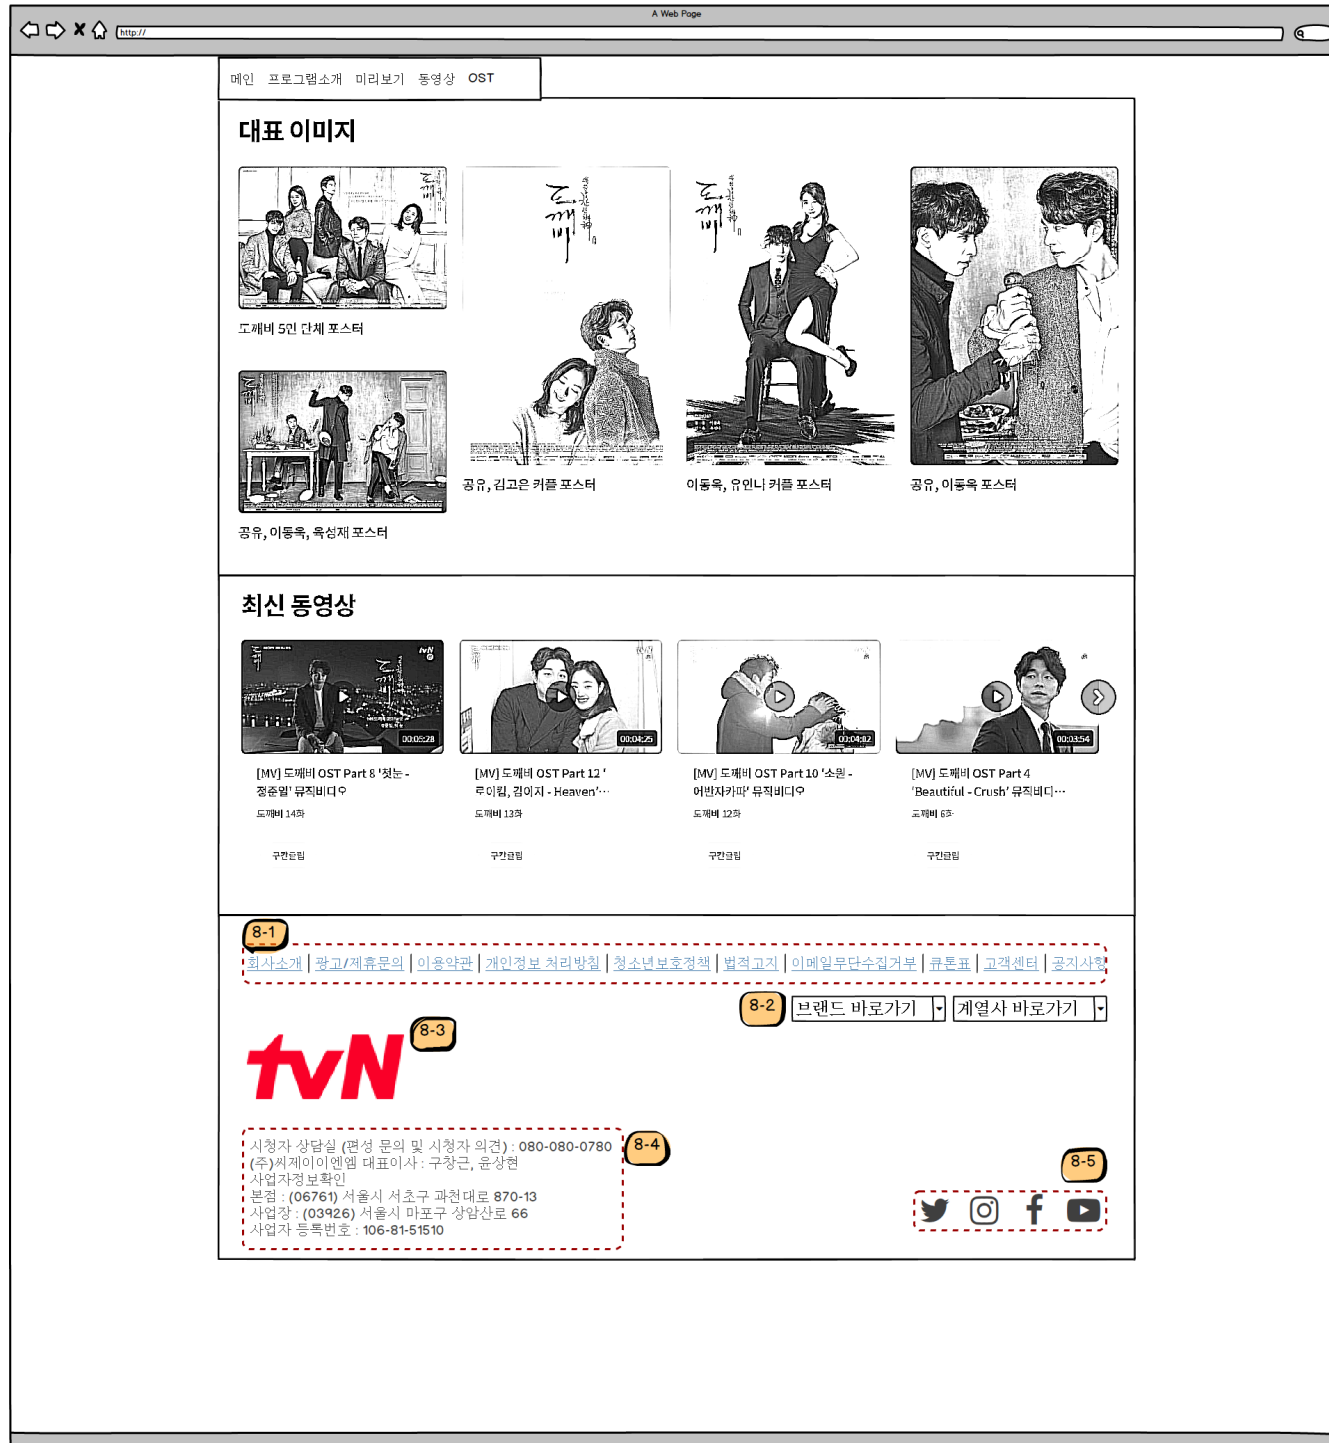 A Web Page
http://
메인 프로그램소개 미리보기 동영상 OST
대표 이미지
도깨비
도깨비
도깨비 5인 단체 포스터
공유, 김고은 커플 포스터
이동욱, 유인나 커플 포스터
공유, 이동욱 포스터
공유, 이동욱, 육성재 포스터
최신 동영상
tvN
00:05:28
00:04:25
00:04:02
00:03:54
[MV] 도깨비 OST Part 8 '첫눈 -
정준일' 뮤직비디오
도깨비 14화
구간클립
[MV] 도깨비 OST Part 12 '
로이킴, 김이지 - Heaven'…
도깨비 13화
구간클립
[MV] 도깨비 OST Part 10 '소원 -
어반자카파' 뮤직비디오
도깨비 12화
구간클립
[MV] 도깨비 OST Part 4
'Beautiful - Crush' 뮤직비디…
도깨비 6화
구간클립
8-1
회사소개 | 광고/제휴문의 | 이용약관 | 개인정보 처리방침 | 청소년보호정책 | 법적고지 | 이메일무단수집거부 | 큐톤표 | 고객센터 | 공지사항
8-2
브랜드 바로가기
계열사 바로가기
8-3
tvN
시청자 상담실 (편성 문의 및 시청자 의견) : 080-080-0780
(주)씨제이이엔엠 대표이사 : 구창근, 윤상현
사업자정보확인
본점 : (06761) 서울시 서초구 과천대로 870-13
사업장 : (03926) 서울시 마포구 상암산로 66
사업자 등록번호 : 106-81-51510
8-4
8-5